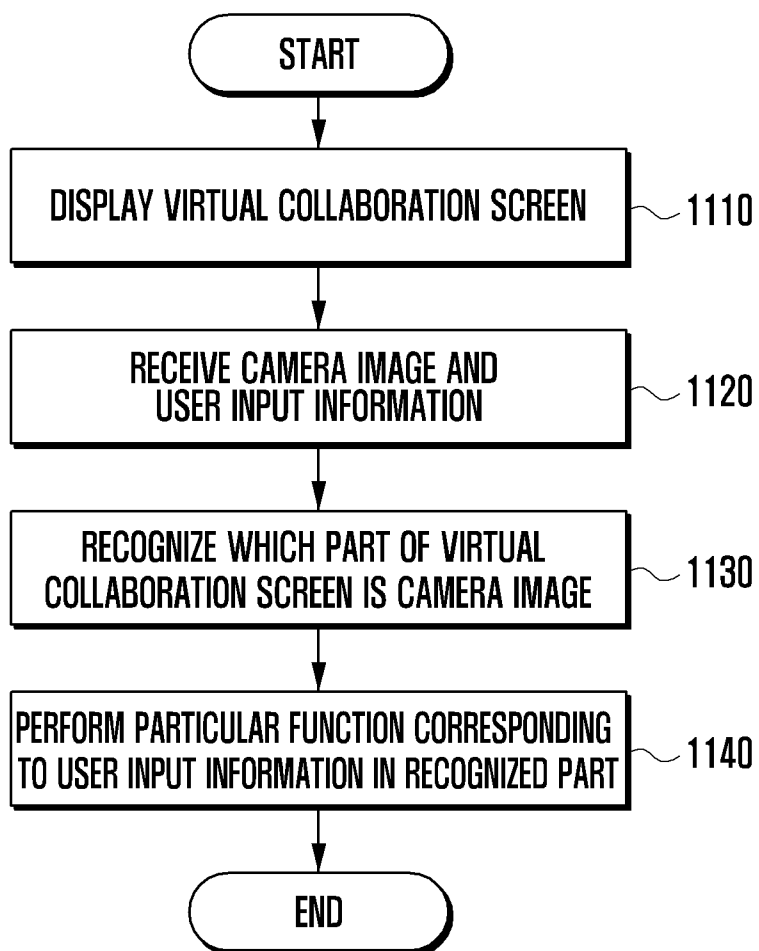 START
DISPLAY VIRTUAL COLLABORATION SCREEN
1110
RECEIVE CAMERA IMAGE AND
USER INPUT INFORMATION
1120
RECOGNIZE WHICH PART OF VIRTUAL
COLLABORATION SCREEN IS CAMERA IMAGE
1130
PERFORM PARTICULAR FUNCTION CORRESPONDING
TO USER INPUT INFORMATION IN RECOGNIZED PART
1140
END